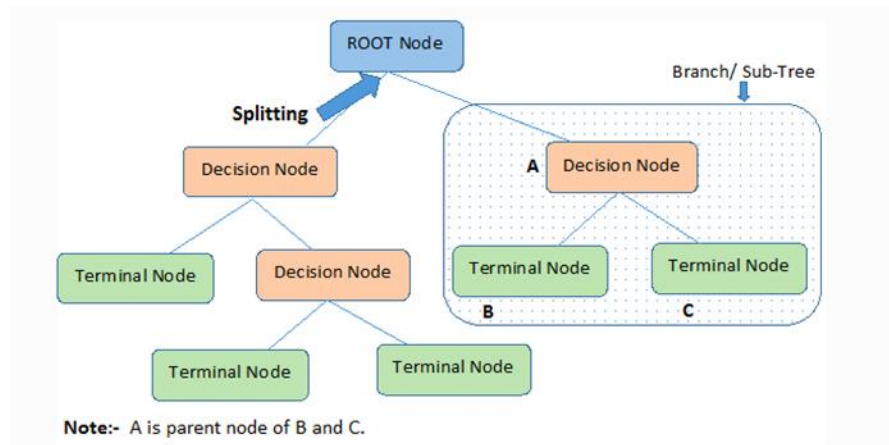 ROOT Node
Branch/ Sub-Tree
Splitting
Decision Node
A Decision Node
Terminal Node
Decision Node
Terminal Node
Terminal Node
B
C
Terminal Node
Terminal Node
Note:- A is parent node of B and C.